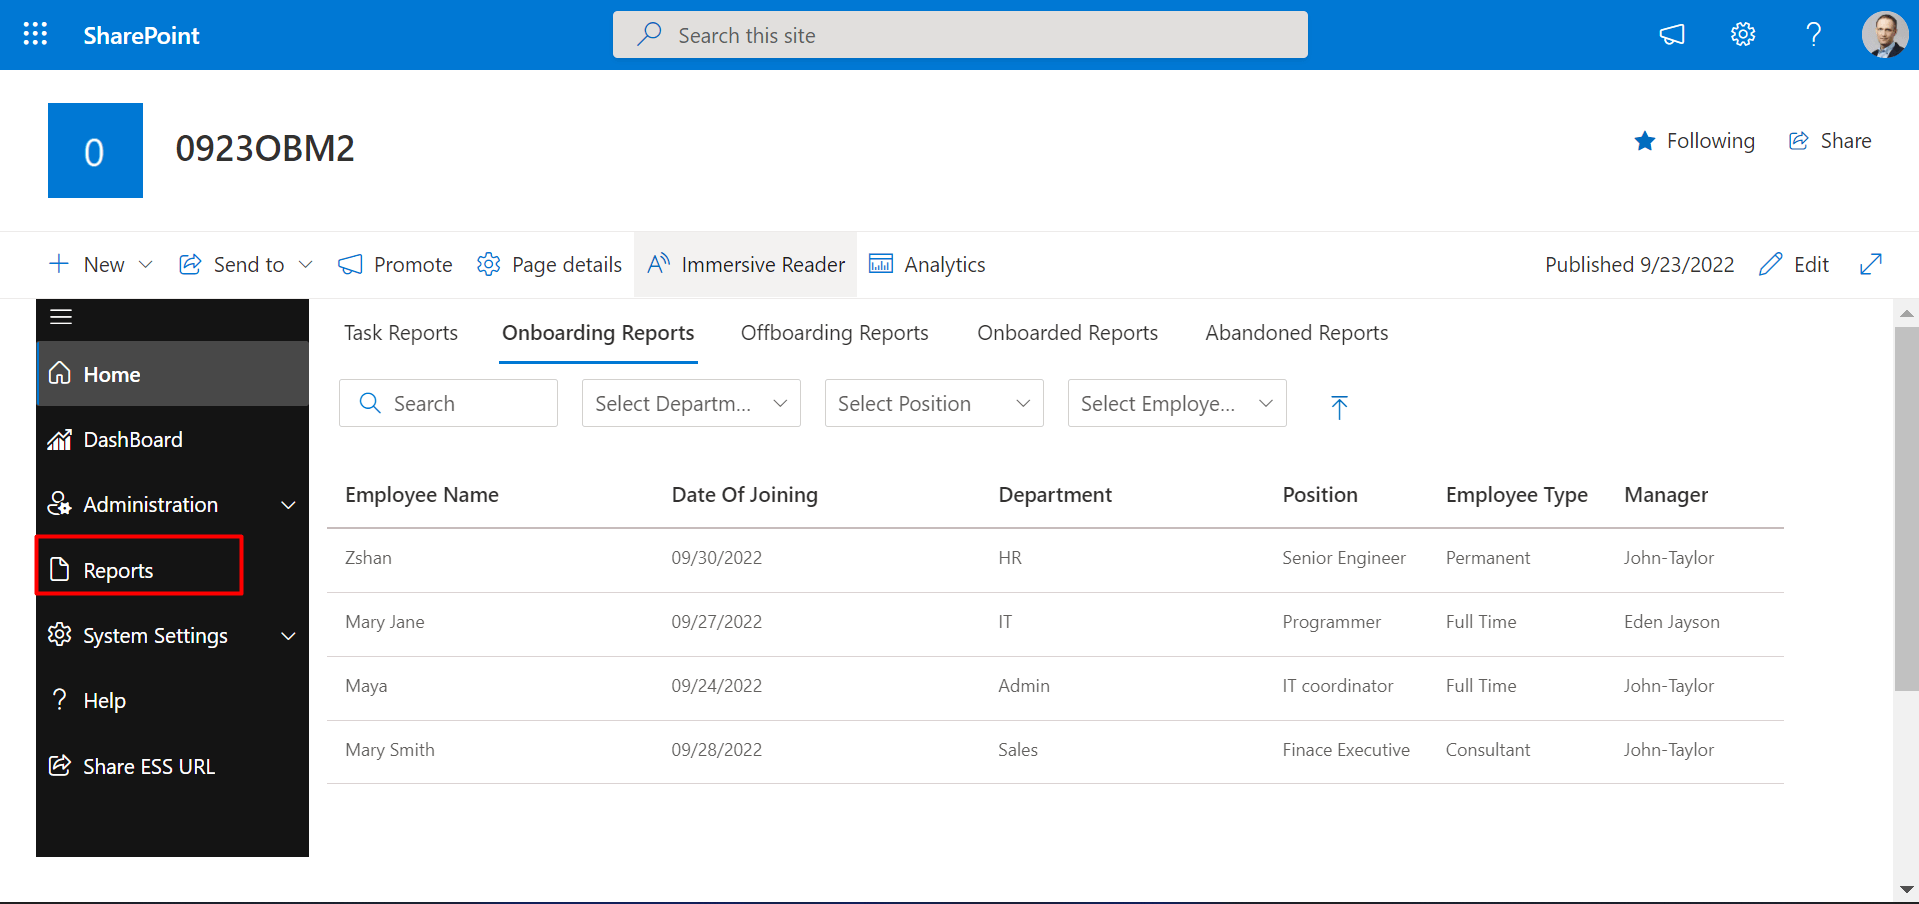 SharePoint
Search this site
0
0923OBM2
Following
Share
New
Send to
Promote
Page details
Immersive Reader
Analytics
Published 9/23/2022
Edit
Home
DashBoard
Administration
Reports
System Settings
Help
Share ESS URL
Task Reports
Onboarding Reports
Offboarding Reports
Onboarded Reports
Abandoned Reports
Search
Select Departm...
Select Position
Select Employe...
Employee Name Date Of Joining Department Position Employee Type Manager
Zshan 09/30/2022 HR Senior Engineer Permanent John-Taylor
Mary Jane 09/27/2022 IT Programmer Full Time Eden Jayson
Maya 09/24/2022 Admin IT coordinator Full Time John-Taylor
Mary Smith 09/28/2022 Sales Finace Executive Consultant John-Taylor